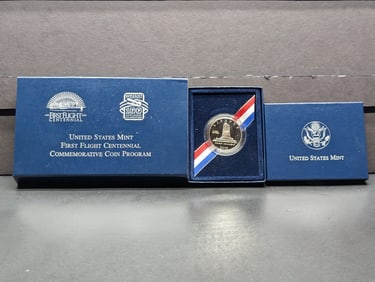 FIRST FLIGHT
CENTENNIAL
UNITED STATES MINT
FIRST FLIGHT CENTENNIAL
COMMEMORATIVE COIN PROGRAM
UNITED STATES MINT